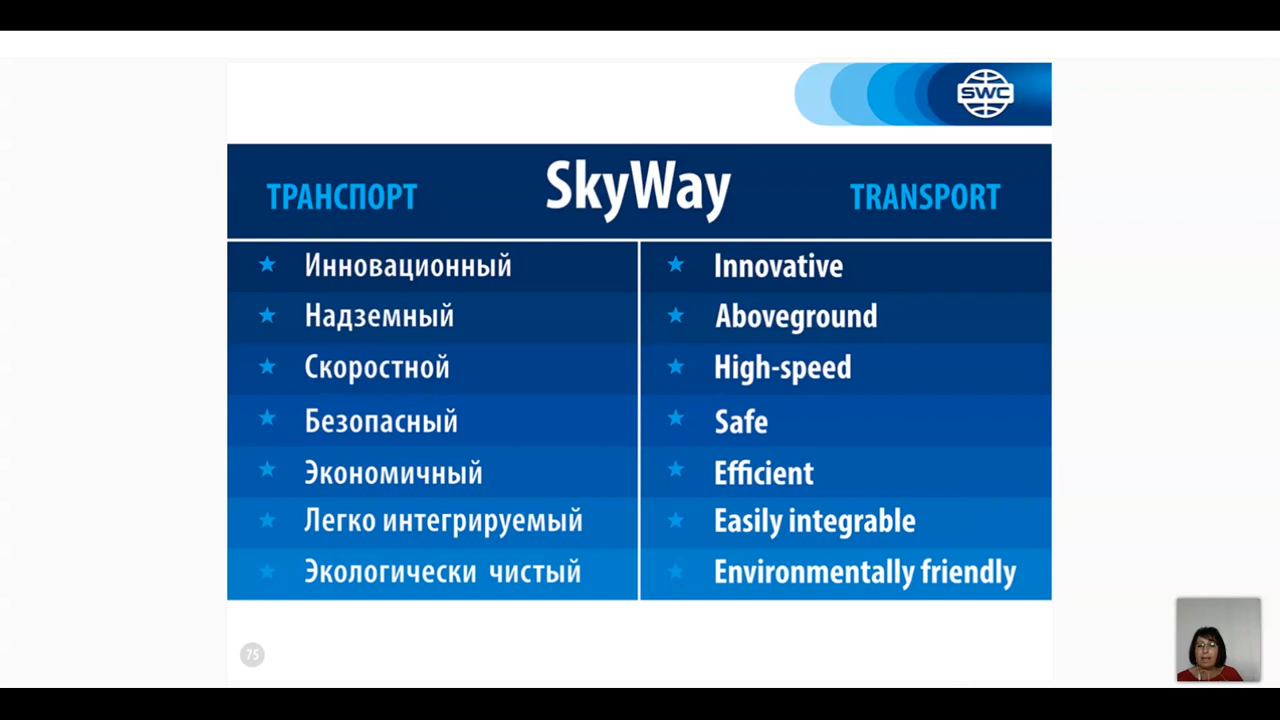 SWC
ТРАНСПОРТ
SkyWay
TRANSPORT
Инновационный
Innovative
Надземный
Aboveground
Скоростной
High-speed
Безопасный
Safe
Экономичный
Efficient
Легко интегрируемый
Easily integrable
Экологически чистый
Environmentally friendly
75